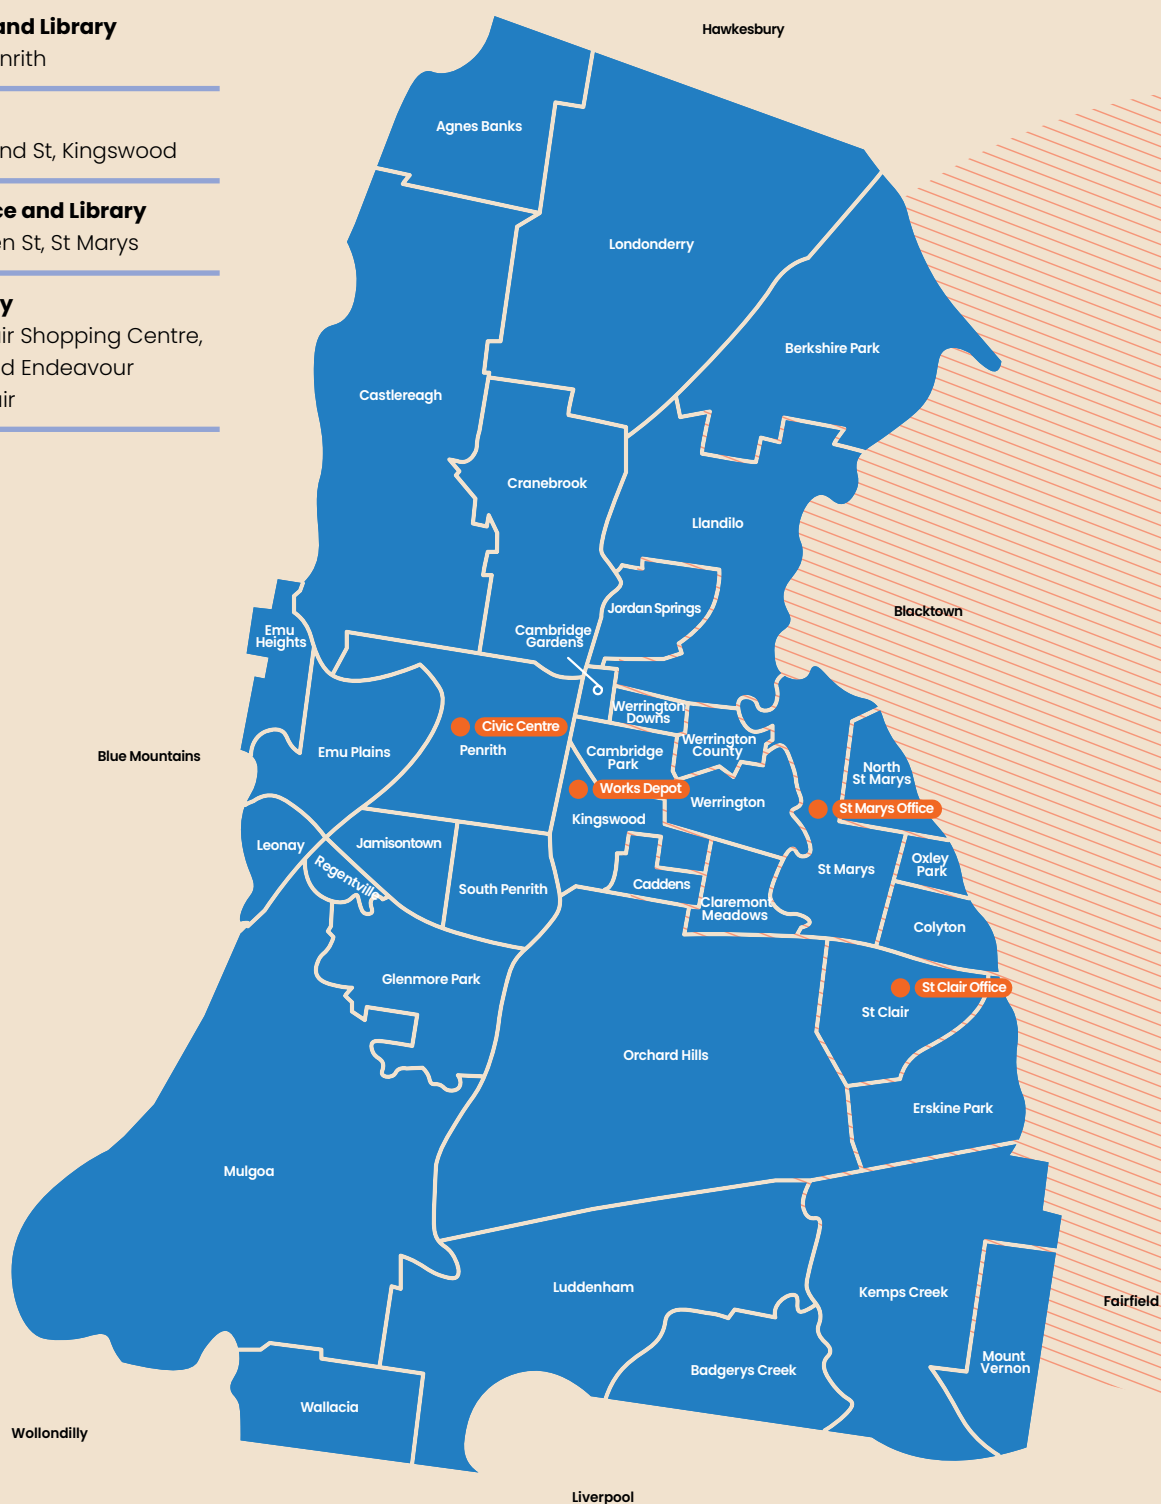 and Library
nrith
nd St, Kingswood
ce and Library
en St, St Marys
y
ir Shopping Centre,
d Endeavour
air
Hawkesbury
Agnes Banks
Londonderry
Berkshire Park
Castlereagh
Cranebrook
Llandilo
Jordan Springs
Blacktown
Emu
Heights
Cambridge
Gardens
Werrington
Downs
Civic Centre
Penrith
Emu Plains
Blue Mountains
Werrington
County
Cambridge
Park
North
St Marys
Works Depot
Werrington
St Marys Office
Kingswood
Leonay
Jamisontown
Regentville
South Penrith
Caddens
St Marys
Oxley
Park
Claremont
Meadows
Colyton
Glenmore Park
St Clair Office
St Clair
Orchard Hills
Erskine Park
Mulgoa
Luddenham
Kemps Creek
Fairfield
Badgerys Creek
Mount
Vernon
Wallacia
Wollondilly
Liverpool